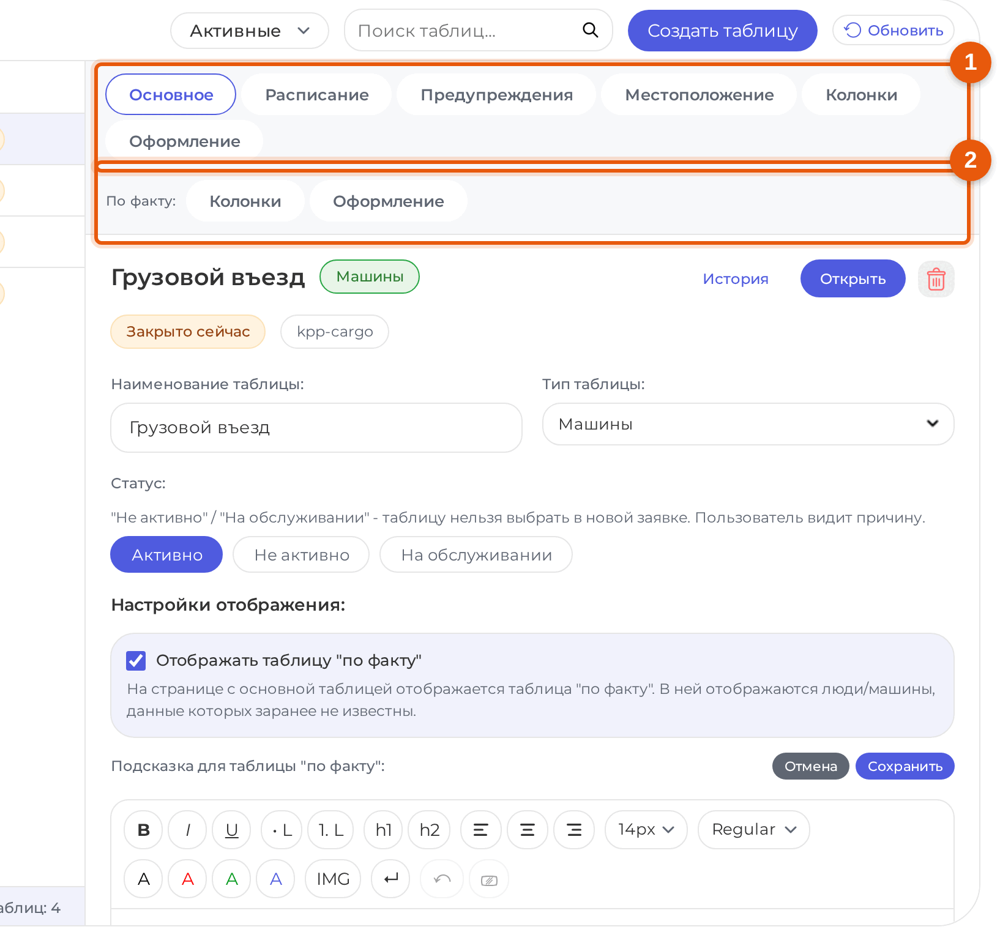 Активные
Поиск таблиц...
Создать таблицу
Обновить
1
Основное Расписание Предупреждения Местоположение Колонки
Оформление
2
По факту: Колонки Оформление
Грузовой въезд Машины История Открыть
Закрыто сейчас kpp-cargo
Наименование таблицы: Тип таблицы:
Грузовой въезд Машины
Статус:
"Не активно" / "На обслуживании" - таблицу нельзя выбрать в новой заявке. Пользователь видит причину.
Активно Не активно На обслуживании
Настройки отображения:
Отображать таблицу "по факту"
На странице с основной таблицей отображается таблица "по факту". В ней отображаются люди/машины,
данные которых заранее не известны.
Подсказка для таблицы "по факту": Отмена Сохранить
B I U · L 1. L h1 h2 14px Regular
A A A A IMG
аблиц: 4